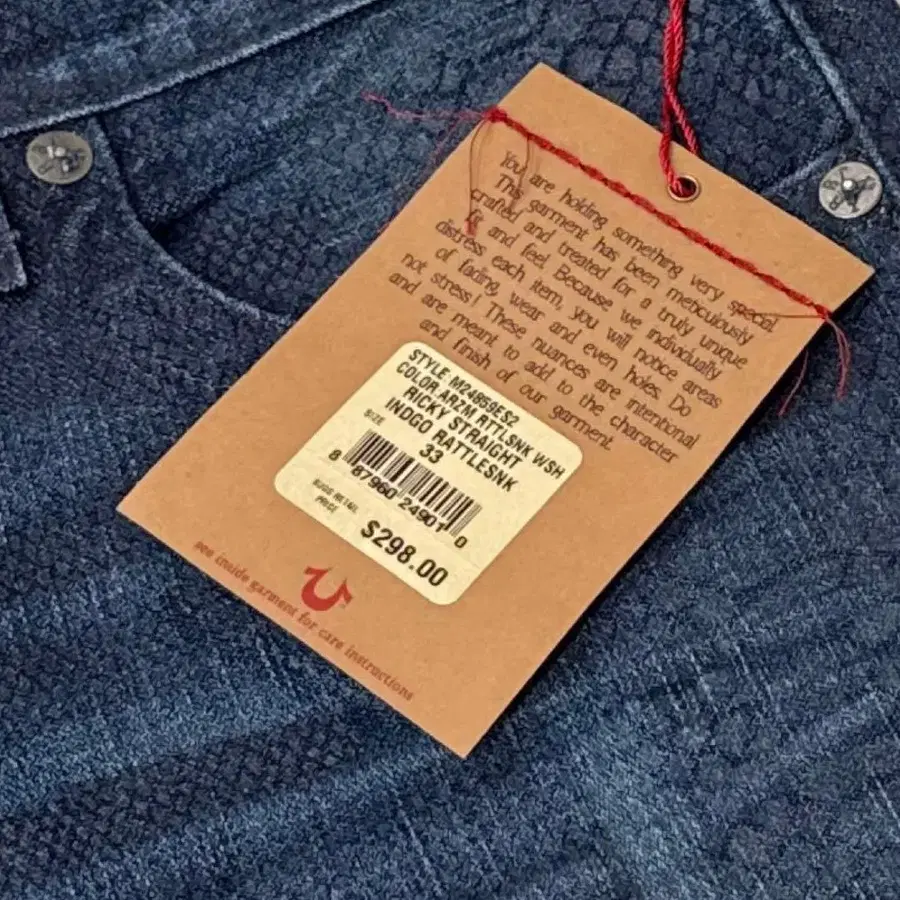 You are holding something very special
This garment has been meticulously
crafted and treated for a truly unique
fit and feel. Because we individually
distress each item, you will notice areas
of fading, wear and even holes. Do
not stress! These nuances are intentional
and are meant to add to the character
and finish of our garment.
STYLE M24859ES2
COLOR ARZM RTTLSNK WSH
RICKY STRAIGHT
INDGO RATTLESNK
SIZE 33
8 87960 24901 0
SUGG RETAIL
PRICE
$298.00
see inside garment for care instructions